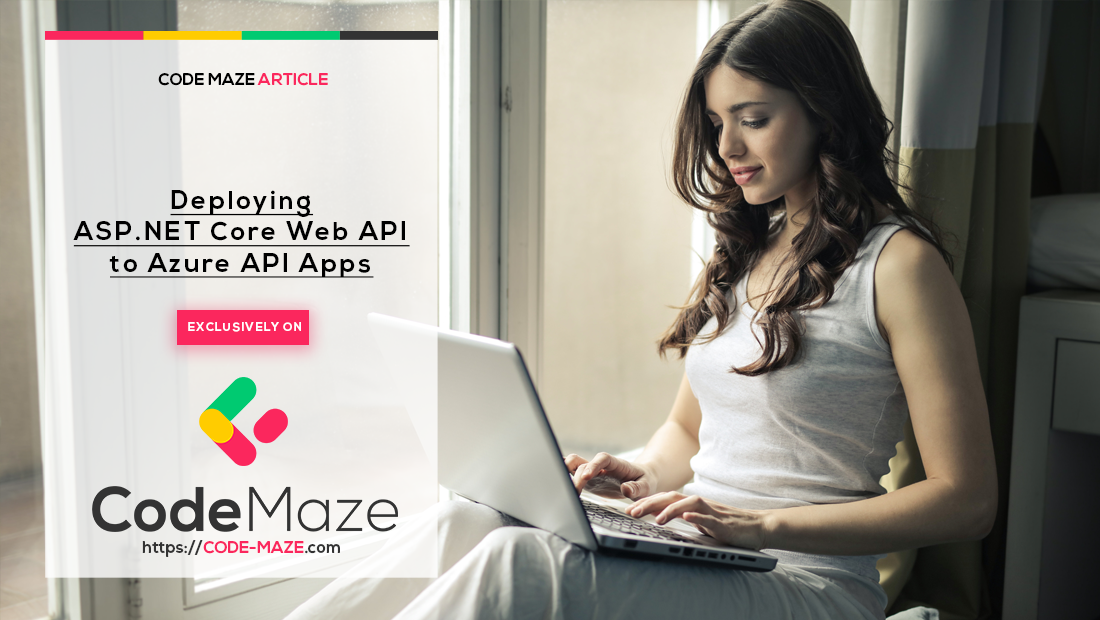 CODE MAZE ARTICLE
Deploying
ASP.NET Core Web API
to Azure API Apps
EXCLUSIVELY ON
CodeMaze
https://CODE-MAZE.com